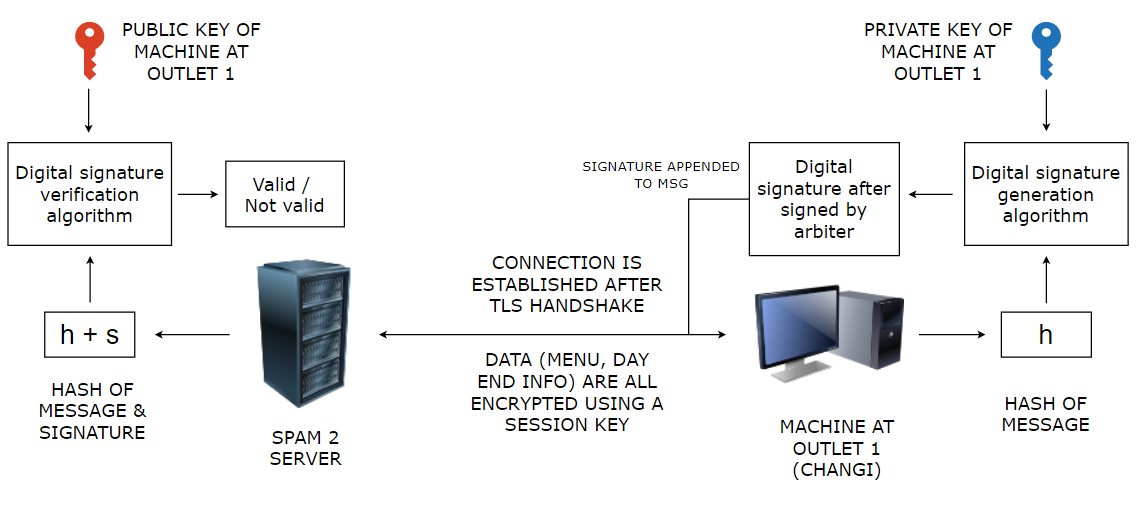 PUBLIC KEY OF
MACHINE AT
OUTLET 1
PRIVATE KEY OF
MACHINE AT
OUTLET 1
Digital signature
verification
algorithm
Valid /
Not valid
SIGNATURE APPENDED
TO MSG
Digital
signature after
signed by
arbiter
Digital signature
generation
algorithm
CONNECTION IS
ESTABLISHED AFTER
TLS HANDSHAKE
h + s
h
DATA (MENU, DAY
END INFO) ARE ALL
ENCRYPTED USING A
SESSION KEY
HASH OF
MESSAGE &
SIGNATURE
SPAM 2
SERVER
MACHINE AT
OUTLET 1
(CHANGI)
HASH OF
MESSAGE